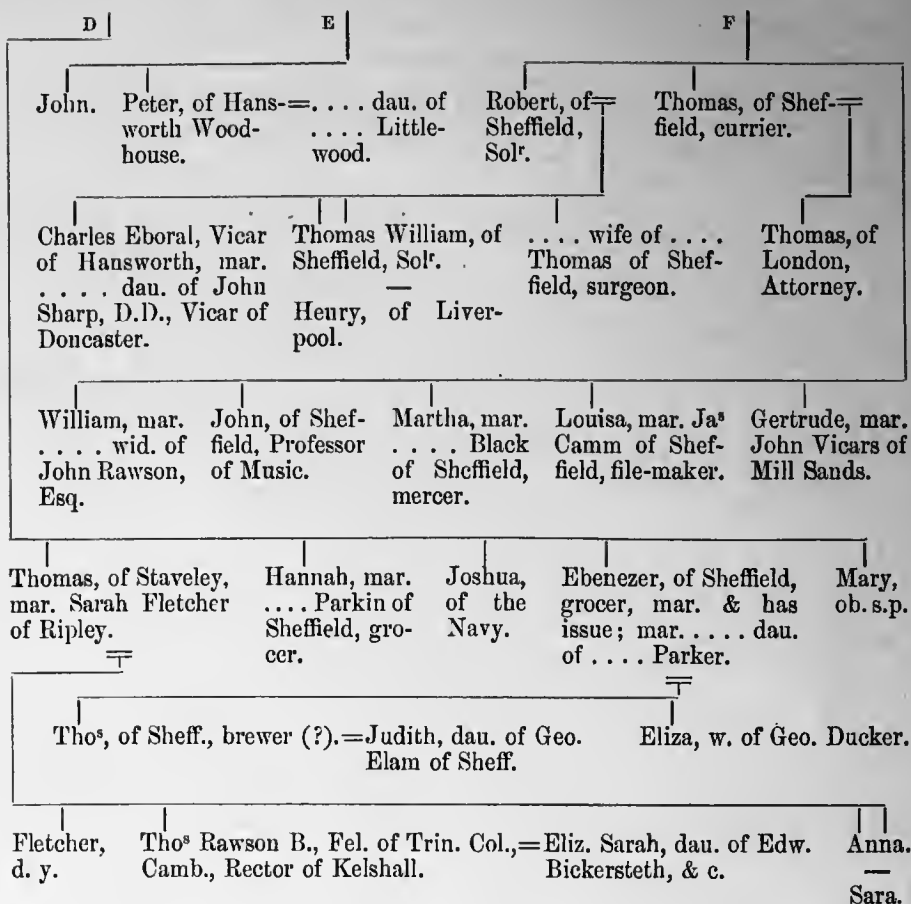 D E F
John. Peter, of Hans-=. . . . dau. of Robert, of Thomas, of Shef-
worth Wood- . . . . Little- Sheffield, field, currier.
house. wood. Solʳ.
Charles Eboral, Vicar Thomas William, of . . . . wife of . . . . Thomas, of
of Hansworth, mar. Sheffield, Solʳ. Thomas of Shef- London,
. . . . dau. of John — field, surgeon. Attorney.
Sharp, D.D., Vicar of Henry, of Liver-
Doncaster. pool.
William, mar. John, of Shef- Martha, mar. Louisa, mar. Jaˢ Gertrude, mar.
. . . . wid. of field, Professor . . . . Black Camm of Shef- John Vicars of
John Rawson, of Music. of Sheffield, field, file-maker. Mill Sands.
Esq. mercer.
Thomas, of Staveley, Hannah, mar. Joshua, Ebenezer, of Sheffield, Mary,
mar. Sarah Fletcher . . . . Parkin of of the grocer, mar. & has ob. s.p.
of Ripley. Sheffield, gro- Navy. issue; mar. . . . . dau.
cer. of . . . . Parker.
Thoˢ, of Sheff., brewer (?).=Judith, dau. of Geo. Eliza, w. of Geo. Ducker.
Elam of Sheff.
Fletcher, Thoˢ Rawson B., Fel. of Trin. Col.,=Eliz. Sarah, dau. of Edw. Anna.
d. y. Camb., Rector of Kelshall. Bickersteth, & c. —
Sara.